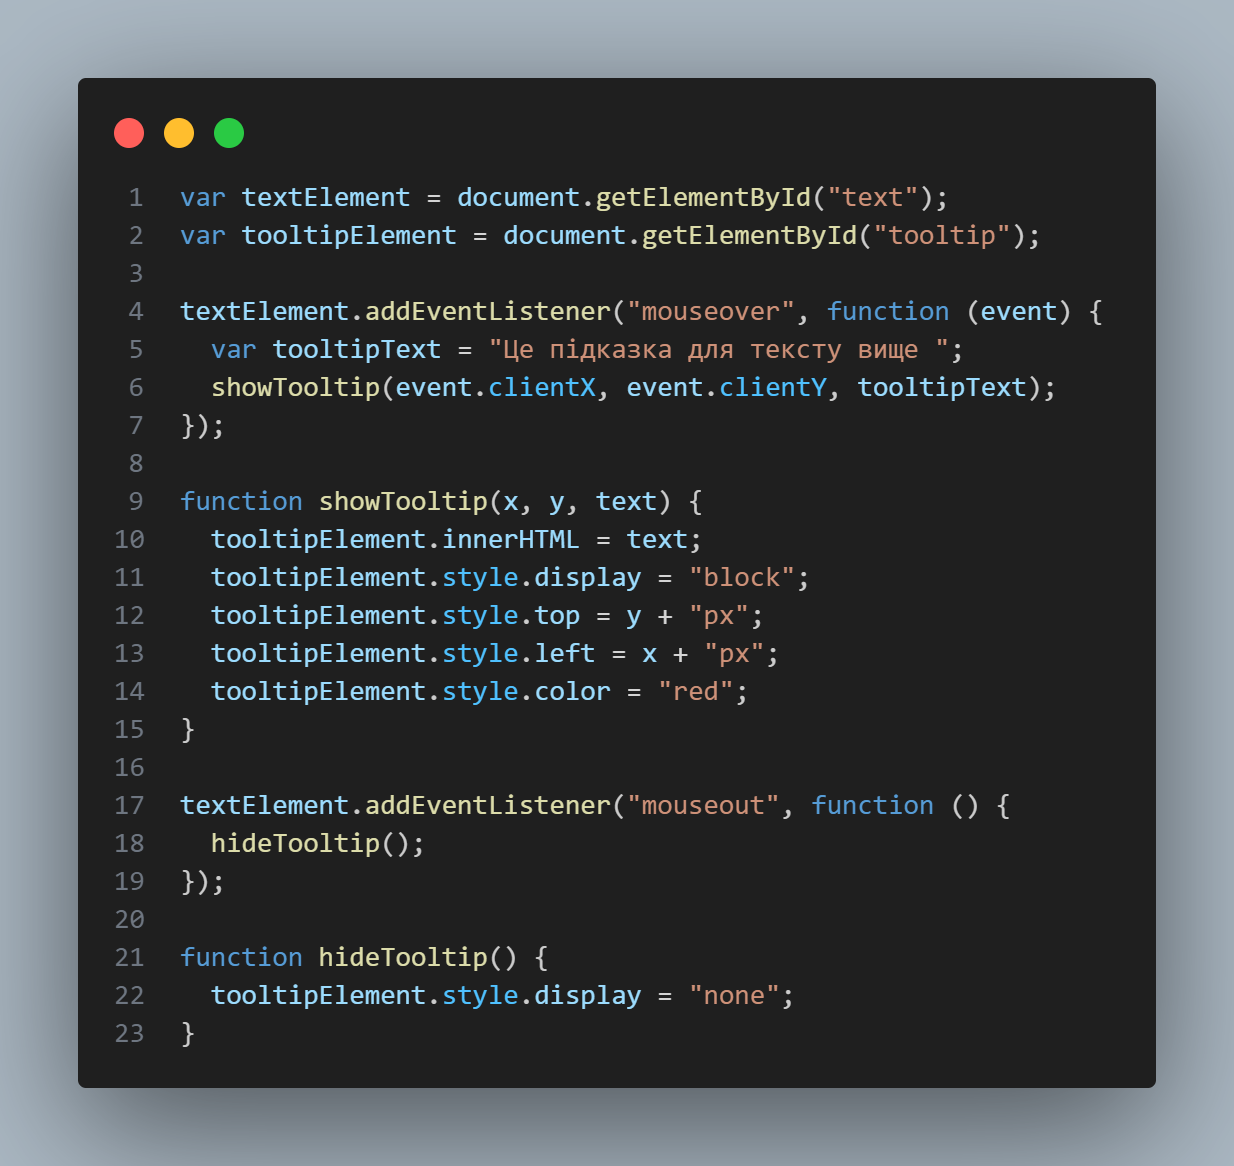 1 var textElement = document.getElementById("text");
2 var tooltipElement = document.getElementById("tooltip");
3
4 textElement.addEventListener("mouseover", function (event) {
5   var tooltipText = "Це підказка для тексту вище ";
6   showTooltip(event.clientX, event.clientY, tooltipText);
7 });
8
9 function showTooltip(x, y, text) {
10   tooltipElement.innerHTML = text;
11   tooltipElement.style.display = "block";
12   tooltipElement.style.top = y + "px";
13   tooltipElement.style.left = x + "px";
14   tooltipElement.style.color = "red";
15 }
16
17 textElement.addEventListener("mouseout", function () {
18   hideTooltip();
19 });
20
21 function hideTooltip() {
22   tooltipElement.style.display = "none";
23 }